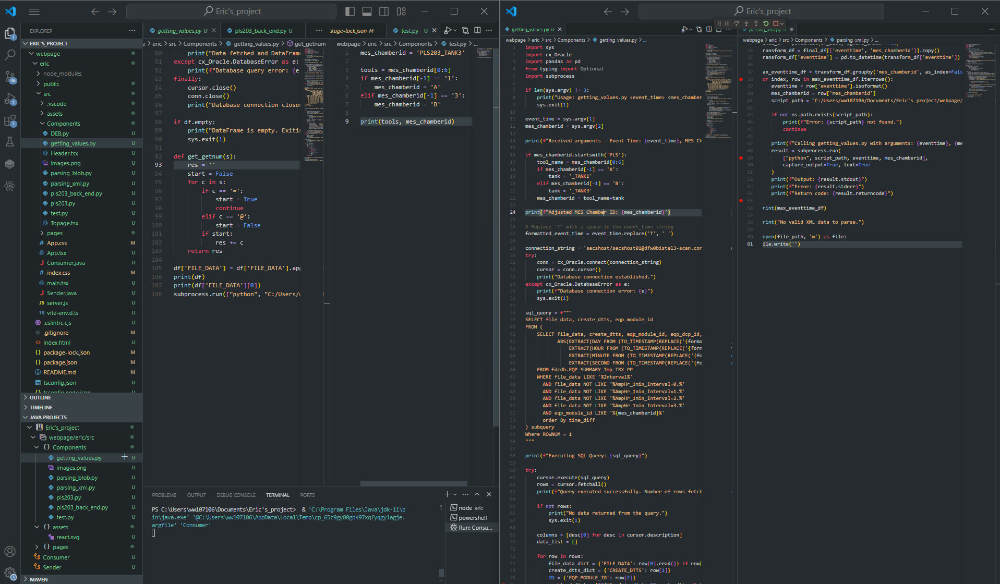 Eric's_project
EXPLORER
ERIC'S_PROJECT
webpage
eric
node_modules
public
src
.vscode
assets
Components
DEB.py U
getting_values.py U
Header.tsx U
images.png U
parsing_blob.py U
parsing_xml.py U
pls203_back_end.py U
pls203.py U
test.py U
Topage.tsx U
pages
App.css M
App.tsx U
Consumer.java U
index.css M
main.tsx U
Sender.java U
server.js U
TS vite-env.d.ts U
.eslintrc.cjs U
.gitignore M
index.html U
package-lock.json M
package.json M
README.md M
tsconfig.json U
tsconfig.node.json
OUTLINE
TIMELINE
JAVA PROJECTS
Eric's_project
webpage/eric/src
Components
getting_values.py U
images.png U
parsing_blob.py U
parsing_xml.py U
pls203.py U
pls203_back_end.py U
test.py U
assets
react.svg U
pages
Consumer U
Sender U
MAVEN
getting_values.py U
pls203_back_end.py U
e > eric > src > Components > getting_values.py > get_getnum
80 print("Data fetched and DataFram
81 except cx_Oracle.DatabaseError as e:
82 print(f"Database query error: {e
83 finally:
84 cursor.close()
85 conn.close()
86 print("Database connection close
87
88 if df.empty:
89 print("DataFrame is empty. Exiti
90 sys.exit(1)
91
92 def get_getnum(s):
93 res = ''
94 start = False
95 for c in s:
96 if c == '=':
97 start = True
98 continue
99 elif c == '@':
100 start = False
101 if start:
102 res += c
103 return res
104
105 df['FILE_DATA'] = df['FILE_DATA'].ap
106 print(df)
107 print(df['FILE_DATA'][0])
108 subprocess.run(["python", "C:/Users/
ckage-lock.json M
test.py U
webpage > eric > src > Components > test.py > ...
1 mes_chamberid = 'PLS203_TANK3'
2
3 tools = mes_chamberid[0:6]
4 if mes_chamberid[-1] == '1':
5 mes_chamberid = 'A'
6 elif mes_chamberid[-1] == '3':
7 mes_chamberid = 'B'
8
9 print(tools, mes_chamberid)
PROBLEMS OUTPUT DEBUG CONSOLE TERMINAL PORTS
PS C:\Users\ww107106\Documents\Eric's_project> & 'C:\Program Files\Java\jdk-11\b
in\java.exe' '@C:\Users\ww107106\AppData\Local\Temp\cp_65z9gy00gbk97xqfyqgy1agje.
argfile' 'Consumer'
node eric
powershell
Run: Consu...
Eric's_project
getting_values.py U
webpage > eric > src > Components > getting_values.py > ...
1 import sys
2 import cx_Oracle
3 import pandas as pd
4 from typing import Optional
5 import subprocess
6
7 if len(sys.argv) != 3:
8 print("Usage: getting_values.py <event_time> <mes_chamber
9 sys.exit(1)
10
11 event_time = sys.argv[1]
12 mes_chamberid = sys.argv[2]
13
14 print(f"Received arguments - Event Time: {event_time}, MES Ch
15
16 if mes_chamberid.startswith('PLS'):
17 tool_name = mes_chamberid[0:6]
18 if mes_chamberid[-1] == 'A':
19 tank = '_TANK1'
20 elif mes_chamberid[-1] == 'B':
21 tank = '_TANK3'
22 mes_chamberid = tool_name+tank
23
24 print(f"Adjusted MES Chamber ID: {mes_chamberid}")
25
26 # Replace 'T' with a space in the event_time string
27 formatted_event_time = event_time.replace('T', ' ')
28
29 connection_string = 'secshost/secshost01@dfw0bistel3-scan.cor
30 try:
31 conn = cx_Oracle.connect(connection_string)
32 cursor = conn.cursor()
33 print("Database connection established.")
34 except cx_Oracle.DatabaseError as e:
35 print(f"Database connection error: {e}")
36 sys.exit(1)
37
38 sql_query = f"""
39 SELECT file_data, create_dtts, eqp_module_id
40 FROM (
41 SELECT file_data, create_dtts, eqp_module_id, eqp_dcp_id,
42 ABS(EXTRACT(DAY FROM (TO_TIMESTAMP(REPLACE('{forma
43 EXTRACT(HOUR FROM (TO_TIMESTAMP(REPLACE('{form
44 EXTRACT(MINUTE FROM (TO_TIMESTAMP(REPLACE('{fo
45 EXTRACT(SECOND FROM (TO_TIMESTAMP(REPLACE('{fo
46 FROM fdcdb.EQP_SUMMARY_Tmp_TRX_PP
47 WHERE file_data LIKE '%Interval%'
48 AND file_data NOT LIKE '%AmpHr_1min_Interval=0.%'
49 AND file_data NOT LIKE '%AmpHr_1min_Interval=1.%'
50 AND file_data NOT LIKE '%AmpHr_1min_Interval=2.%'
51 AND file_data NOT LIKE '%AmpHr_1min_Interval=3.%'
52 AND eqp_module_id LIKE '%{mes_chamberid}%'
53 order By time_diff
54 ) subquery
55 Where ROWNUM = 1
56 """
57
58 print(f"Executing SQL Query: {sql_query}")
59
60 try:
61 cursor.execute(sql_query)
62 rows = cursor.fetchall()
63 print(f"Query executed successfully. Number of rows fetch
64
65 if not rows:
66 print("No data returned from the query.")
67 sys.exit(1)
68
69 columns = [desc[0] for desc in cursor.description]
70 data_list = []
71
72 for row in rows:
73 file_data_dict = {'FILE_DATA': row[0].read()} if row[
74 create_dtts_dict = {'CREATE_DTTS': row[1]}
75 ID = {'EQP_MODULE_ID': row[2]}
parsing_xml.py U
webpage > eric > src > Components > parsing_xml.py > ...
34 ransform_df = final_df[['eventtime', 'mes_chamberid']].copy()
35 ransform_df['eventtime'] = pd.to_datetime(transform_df['eventtime'])
36
37 ax_eventtime_df = transform_df.groupby('mes_chamberid', as_index=Fals
38 or index, row in max_eventtime_df.iterrows():
39 eventtime = row['eventtime'].isoformat()
40 mes_chamberid = row['mes_chamberid']
41 script_path = "C:/Users/ww107106/Documents/Eric's_project/webpage/
42
43 if not os.path.exists(script_path):
44 print(f"Error: {script_path} not found.")
45 continue
46
47 print(f"Calling getting_values.py with arguments: {eventtime}, {me
48 result = subprocess.run(
49 ["python", script_path, eventtime, mes_chamberid],
50 capture_output=True, text=True
51 )
52 print(f"Output: {result.stdout}")
53 print(f"Error: {result.stderr}")
54 print(f"Return code: {result.returncode}")
55
56 rint(max_eventtime_df)
57
58 rint("No valid XML data to parse.")
59
60 open(file_path, 'w') as file:
61 ile.write('')